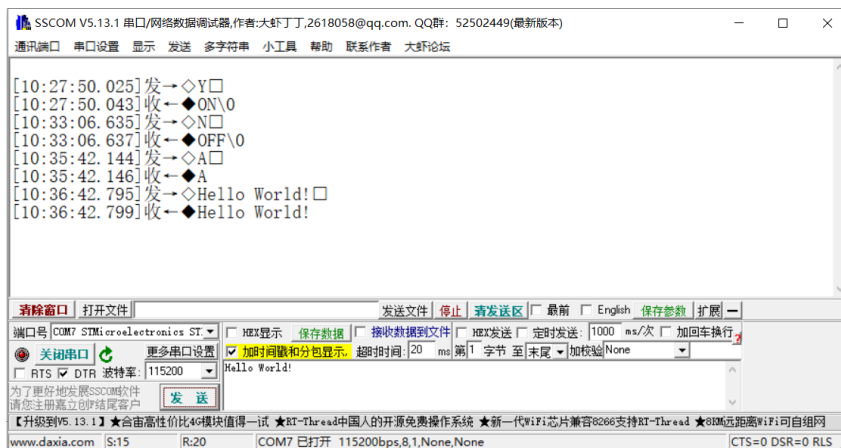 SSCOM V5.13.1 串口/网络数据调试器,作者:大虾丁丁,2618058@qq.com. QQ群: 52502449(最新版本)
通讯端口 串口设置 显示 发送 多字符串 小工具 帮助 联系作者 大虾论坛
[10:27:50.025]发→◇Y□
[10:27:50.043]收←◆ON\0
[10:33:06.635]发→◇N□
[10:33:06.637]收←◆OFF\0
[10:35:42.144]发→◇A□
[10:35:42.146]收←◆A
[10:36:42.795]发→◇Hello World!□
[10:36:42.799]收←◆Hello World!
清除窗口 打开文件 发送文件 停止 清发送区 最前 English 保存参数 扩展 —
端口号 COM7 STMicroelectronics ST. HEX显示 保存数据 接收数据到文件 HEX发送 定时发送: 1000 ms/次 加回车换行
关闭串口 更多串口设置 加时间戳和分包显示, 超时时间: 20 ms 第 1 字节 至 末尾 加校验 None
RTS DTR 波特率: 115200 Hello World!
为了更好地发展SSCOM软件
请您注册嘉立创F结尾客户
发 送
【升级到V5.13.1】★合宙高性价比4G模块值得一试 ★RT-Thread中国人的开源免费操作系统 ★新一代WiFi芯片兼容8266支持RT-Thread ★8KM远距离WiFi可自组网
www.daxia.com S:15 R:20 COM7 已打开 115200bps,8,1,None,None CTS=0 DSR=0 RLS